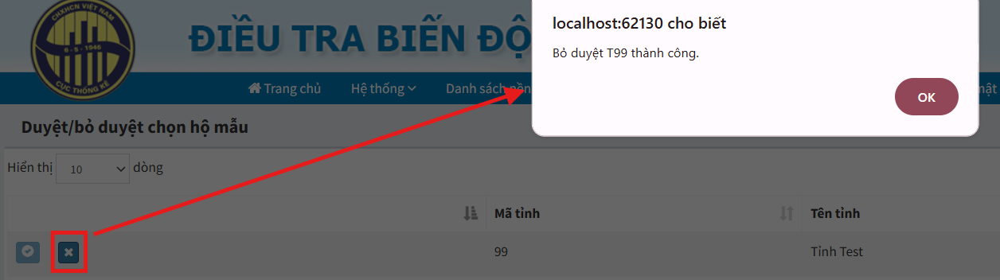 CHXHCN VIỆT NAM
6 - 5 - 1946
CỤC THỐNG KÊ
ĐIỀU TRA BIẾN ĐỘ
localhost:62130 cho biết
Bỏ duyệt T99 thành công.
OK
Trang chủ Hệ thống Danh sách nền
Duyệt/bỏ duyệt chọn hộ mẫu
Hiển thị 10 dòng
Mã tỉnh Tên tỉnh
99 Tỉnh Test